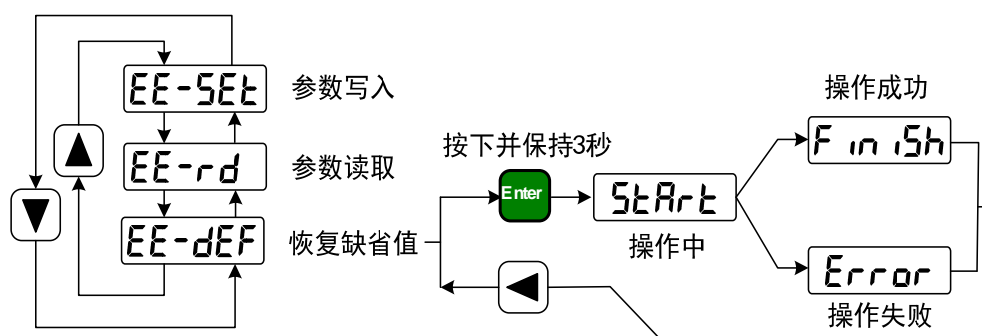 EE-SEt 参数写入
EE-rd 参数读取
EE-dEF 恢复缺省值
按下并保持3秒
Enter
StArt
操作中
操作成功
FiniSh
Error
操作失败